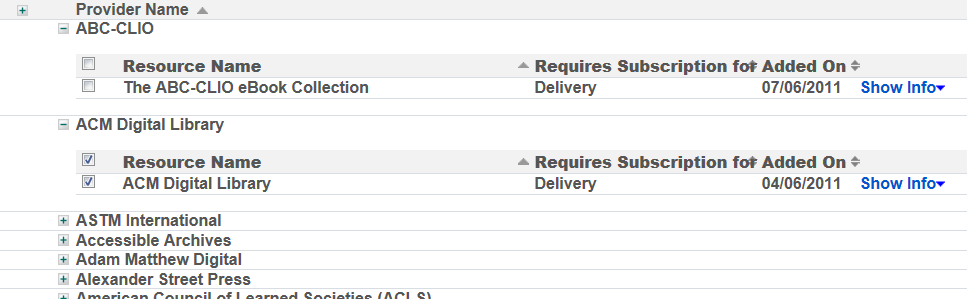 Provider Name
ABC-CLIO
Resource Name Requires Subscription for Added On
The ABC-CLIO eBook Collection Delivery 07/06/2011 Show Info
ACM Digital Library
Resource Name Requires Subscription for Added On
ACM Digital Library Delivery 04/06/2011 Show Info
ASTM International
Accessible Archives
Adam Matthew Digital
Alexander Street Press
American Council of Learned Societies (ACLS)